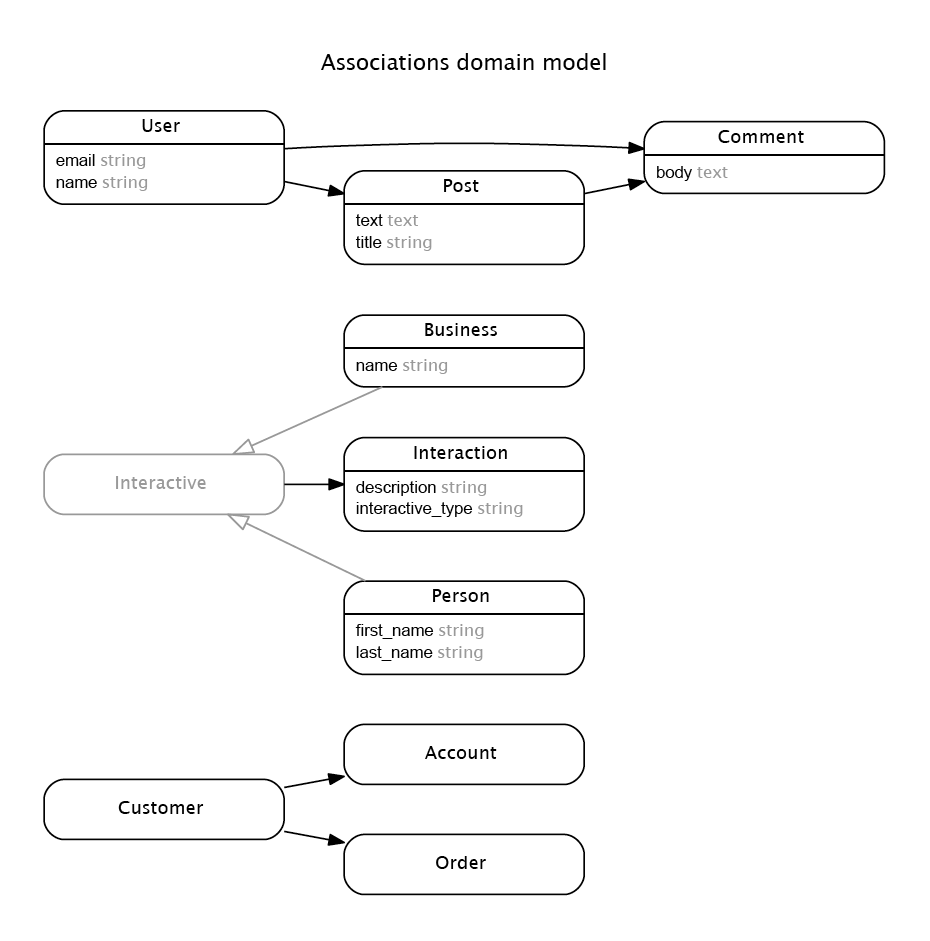 Associations domain model
User
email string
name string
Comment
body text
Post
text text
title string
Business
name string
Interactive
Interaction
description string
interactive_type string
Person
first_name string
last_name string
Account
Customer
Order